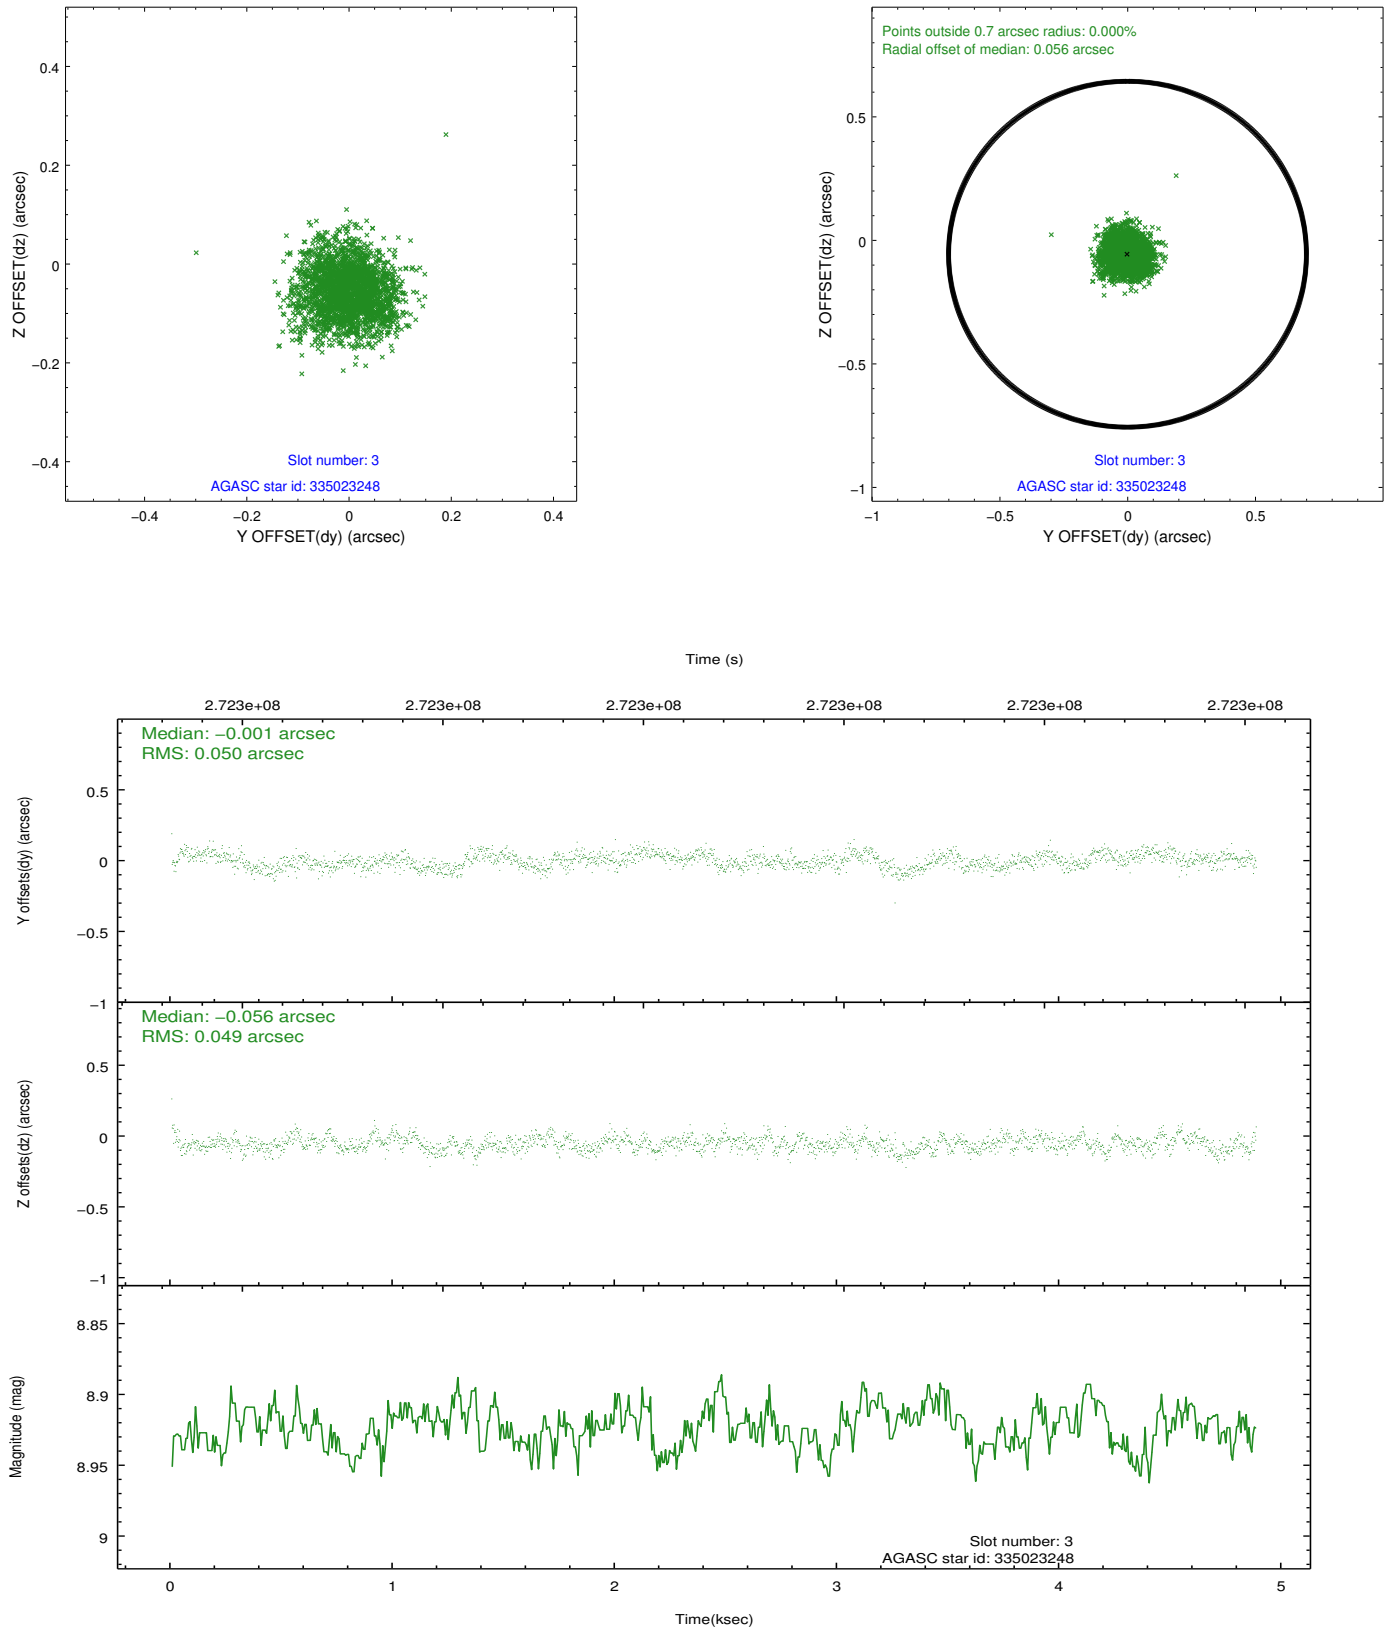 0.4
0.2
0
−0.2
−0.4
Z OFFSET(dz) (arcsec)
Slot number: 3
AGASC star id: 335023248
−0.4 −0.2 0 0.2 0.4
Y OFFSET(dy) (arcsec)
Points outside 0.7 arcsec radius: 0.000%
Radial offset of median: 0.056 arcsec
0.5
0
−0.5
−1
Z OFFSET(dz) (arcsec)
Slot number: 3
AGASC star id: 335023248
−1 −0.5 0 0.5
Y OFFSET(dy) (arcsec)
Time (s)
2.723e+08 2.723e+08 2.723e+08 2.723e+08 2.723e+08 2.723e+08
Median: −0.001 arcsec
RMS: 0.050 arcsec
0.5
0
−0.5
−1
Y offsets(dy) (arcsec)
Median: −0.056 arcsec
RMS: 0.049 arcsec
0.5
0
−0.5
−1
Z offsets(dz) (arcsec)
8.85
8.9
8.95
9
Magnitude (mag)
Slot number: 3
AGASC star id: 335023248
0 1 2 3 4 5
Time(ksec)